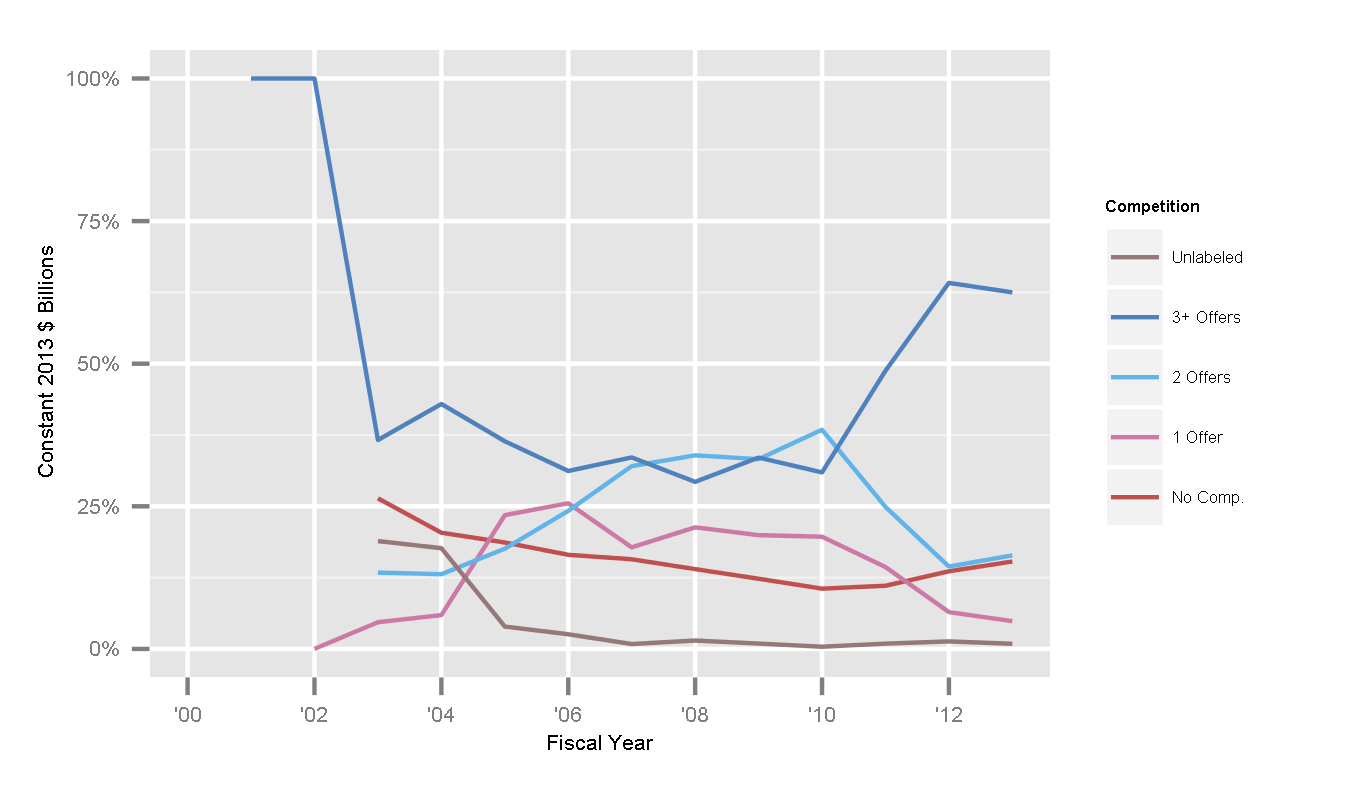 100%
75%
50%
25%
0%
Constant 2013 $ Billions
'00
'02
'04
'06
'08
'10
'12
Fiscal Year
Competition
Unlabeled
3+ Offers
2 Offers
1 Offer
No Comp.